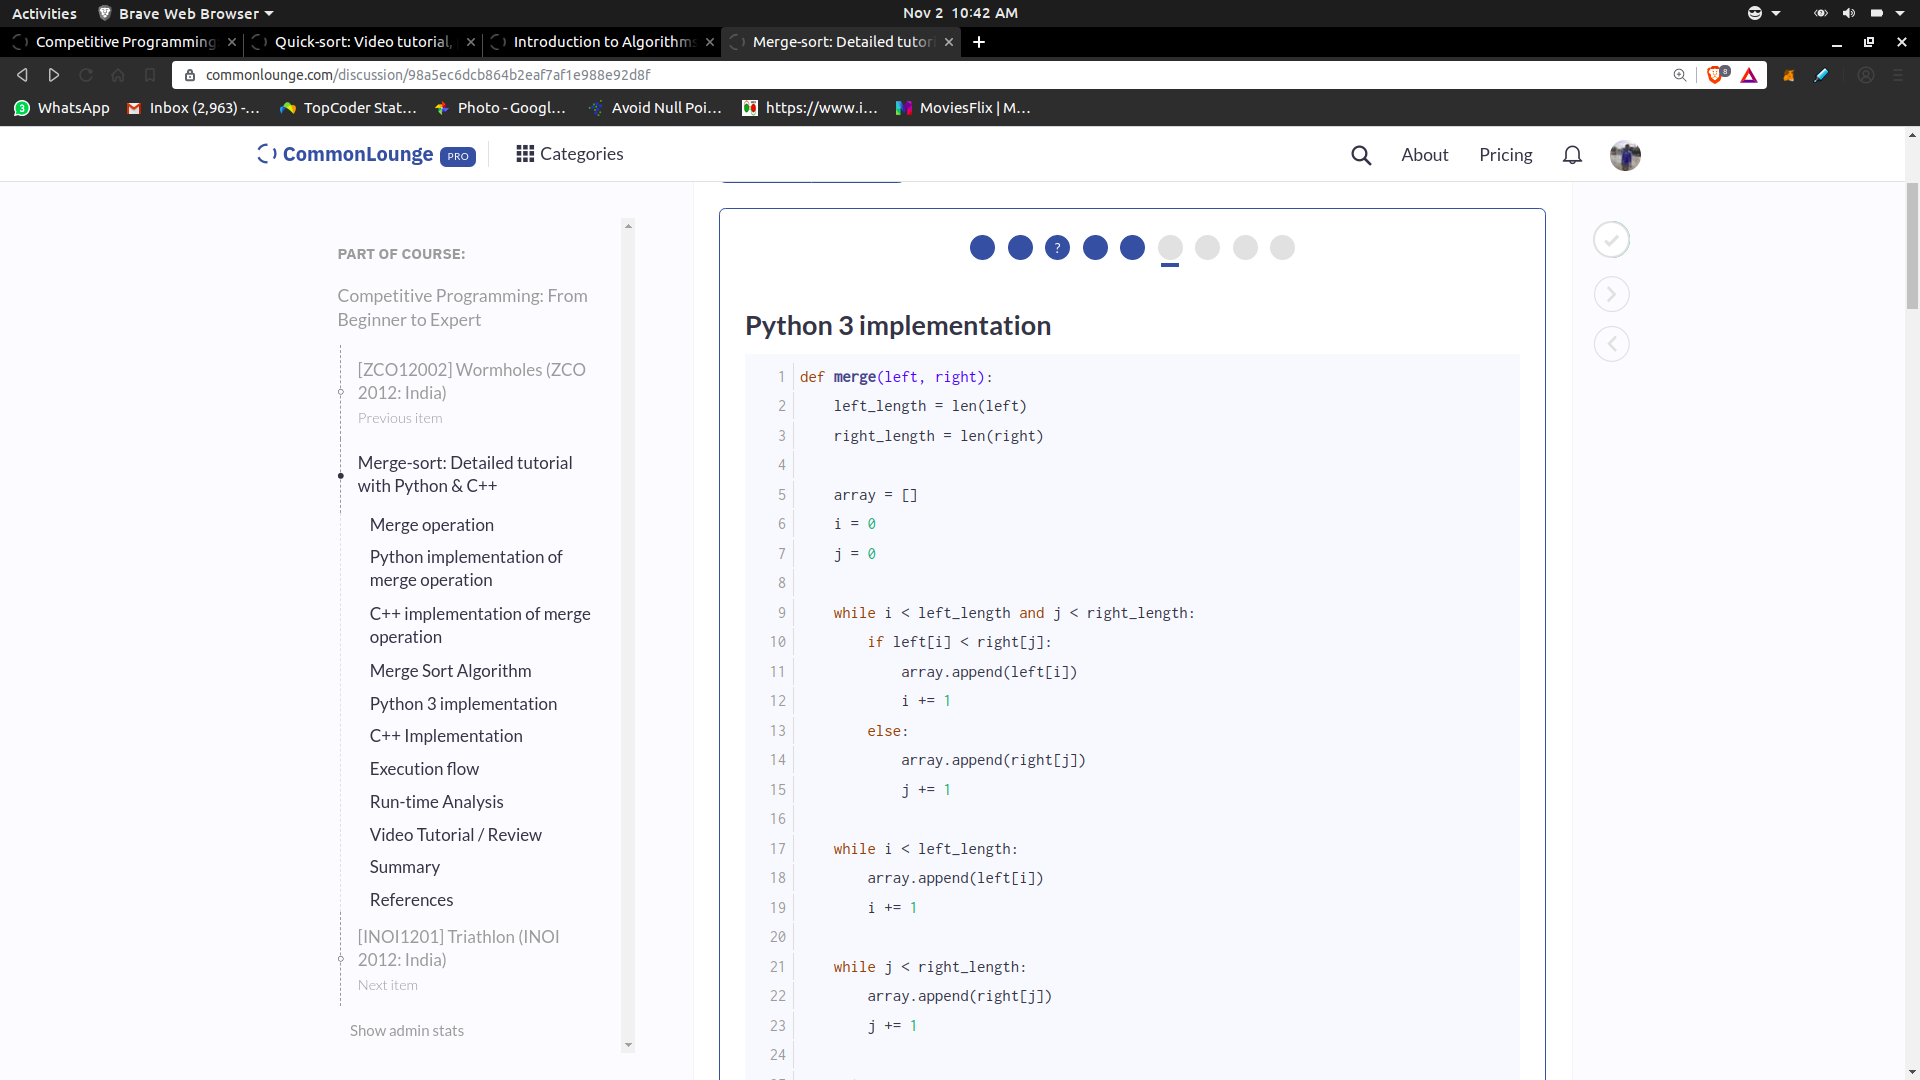 Activities
Brave Web Browser
Nov 2 10:42 AM
Competitive Programming
Quick-sort: Video tutorial,
Introduction to Algorithms
Merge-sort: Detailed tutori
commonlounge.com/discussion/98a5ec6dcb864b2eaf7af1e988e92d8f
8
3
WhatsApp
Inbox (2,963) -...
TopCoder Stat...
Photo - Googl...
Avoid Null Poi...
https://www.i...
MoviesFlix | M...
CommonLounge PRO
Categories
About
Pricing
PART OF COURSE:
Competitive Programming: From
Beginner to Expert
[ZCO12002] Wormholes (ZCO
2012: India)
Previous item
Merge-sort: Detailed tutorial
with Python & C++
Merge operation
Python implementation of
merge operation
C++ implementation of merge
operation
Merge Sort Algorithm
Python 3 implementation
C++ Implementation
Execution flow
Run-time Analysis
Video Tutorial / Review
Summary
References
[INOI1201] Triathlon (INOI
2012: India)
Next item
Show admin stats
?
Python 3 implementation
1 def merge(left, right):
2     left_length = len(left)
3     right_length = len(right)
4
5     array = []
6     i = 0
7     j = 0
8
9     while i < left_length and j < right_length:
10         if left[i] < right[j]:
11             array.append(left[i])
12             i += 1
13         else:
14             array.append(right[j])
15             j += 1
16
17     while i < left_length:
18         array.append(left[i])
19         i += 1
20
21     while j < right_length:
22         array.append(right[j])
23         j += 1
24